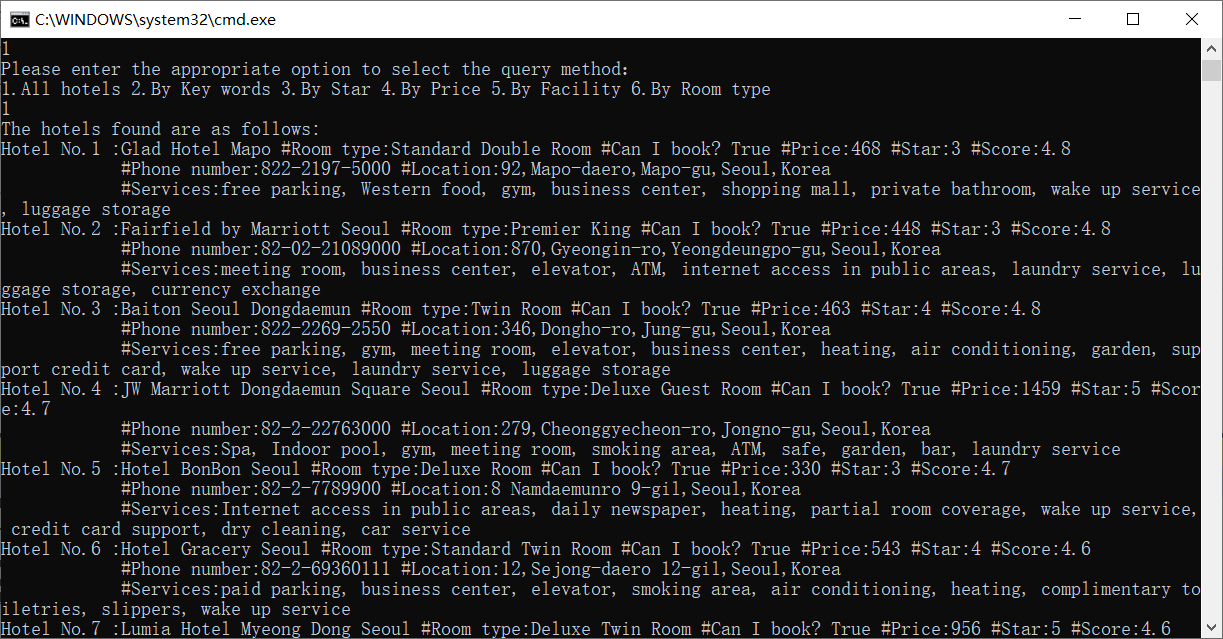 C:\WINDOWS\system32\cmd.exe
1
Please enter the appropriate option to select the query method:
1.All hotels 2.By Key words 3.By Star 4.By Price 5.By Facility 6.By Room type
1
The hotels found are as follows:
Hotel No.1 :Glad Hotel Mapo #Room type:Standard Double Room #Can I book? True #Price:468 #Star:3 #Score:4.8
#Phone number:822-2197-5000 #Location:92,Mapo-daero,Mapo-gu,Seoul,Korea
#Services:free parking, Western food, gym, business center, shopping mall, private bathroom, wake up service
, luggage storage
Hotel No.2 :Fairfield by Marriott Seoul #Room type:Premier King #Can I book? True #Price:448 #Star:3 #Score:4.8
#Phone number:82-02-21089000 #Location:870,Gyeongin-ro,Yeongdeungpo-gu,Seoul,Korea
#Services:meeting room, business center, elevator, ATM, internet access in public areas, laundry service, lu
ggage storage, currency exchange
Hotel No.3 :Baiton Seoul Dongdaemun #Room type:Twin Room #Can I book? True #Price:463 #Star:4 #Score:4.8
#Phone number:822-2269-2550 #Location:346,Dongho-ro,Jung-gu,Seoul,Korea
#Services:free parking, gym, meeting room, elevator, business center, heating, air conditioning, garden, sup
port credit card, wake up service, laundry service, luggage storage
Hotel No.4 :JW Marriott Dongdaemun Square Seoul #Room type:Deluxe Guest Room #Can I book? True #Price:1459 #Star:5 #Scor
e:4.7
#Phone number:82-2-22763000 #Location:279,Cheonggyecheon-ro,Jongno-gu,Seoul,Korea
#Services:Spa, Indoor pool, gym, meeting room, smoking area, ATM, safe, garden, bar, laundry service
Hotel No.5 :Hotel BonBon Seoul #Room type:Deluxe Room #Can I book? True #Price:330 #Star:3 #Score:4.7
#Phone number:82-2-7789900 #Location:8 Namdaemunro 9-gil,Seoul,Korea
#Services:Internet access in public areas, daily newspaper, heating, partial room coverage, wake up service,
credit card support, dry cleaning, car service
Hotel No.6 :Hotel Gracery Seoul #Room type:Standard Twin Room #Can I book? True #Price:543 #Star:4 #Score:4.6
#Phone number:82-2-69360111 #Location:12,Sejong-daero 12-gil,Seoul,Korea
#Services:paid parking, business center, elevator, smoking area, air conditioning, heating, complimentary to
iletries, slippers, wake up service
Hotel No.7 :Lumia Hotel Myeong Dong Seoul #Room type:Deluxe Twin Room #Can I book? True #Price:956 #Star:5 #Score:4.6